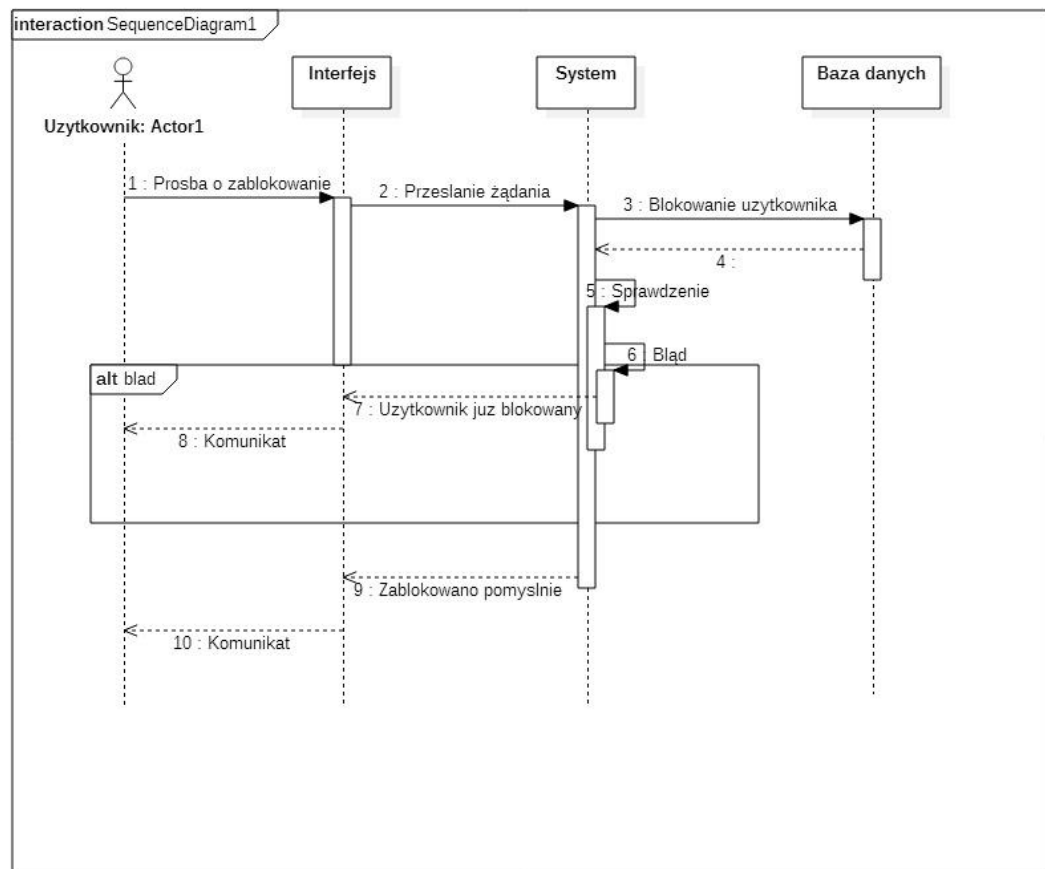 interaction SequenceDiagram1
Interfejs
System
Baza danych
Uzytkownik: Actor1
1 : Prosba o zablokowanie
2 : Przeslanie żądania
3 : Blokowanie uzytkownika
4 :
5 : Sprawdzenie
6 : Błąd
alt blad
7 : Uzytkownik juz blokowany
8 : Komunikat
9 : Zablokowano pomyslnie
10 : Komunikat